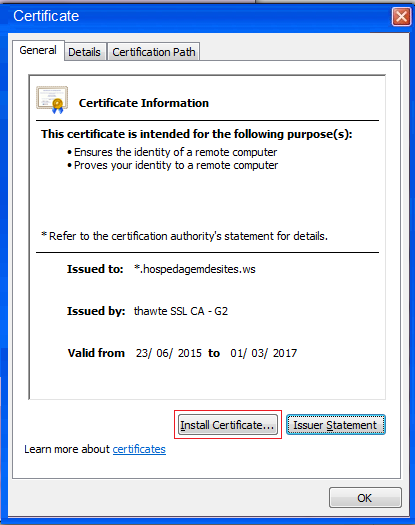 Certificate
General Details Certification Path
Certificate Information
This certificate is intended for the following purpose(s):
• Ensures the identity of a remote computer
• Proves your identity to a remote computer
* Refer to the certification authority's statement for details.
Issued to: *.hospedagemdesites.ws
Issued by: thawte SSL CA - G2
Valid from 23/ 06/ 2015 to 01/ 03/ 2017
Install Certificate... Issuer Statement
Learn more about certificates
OK